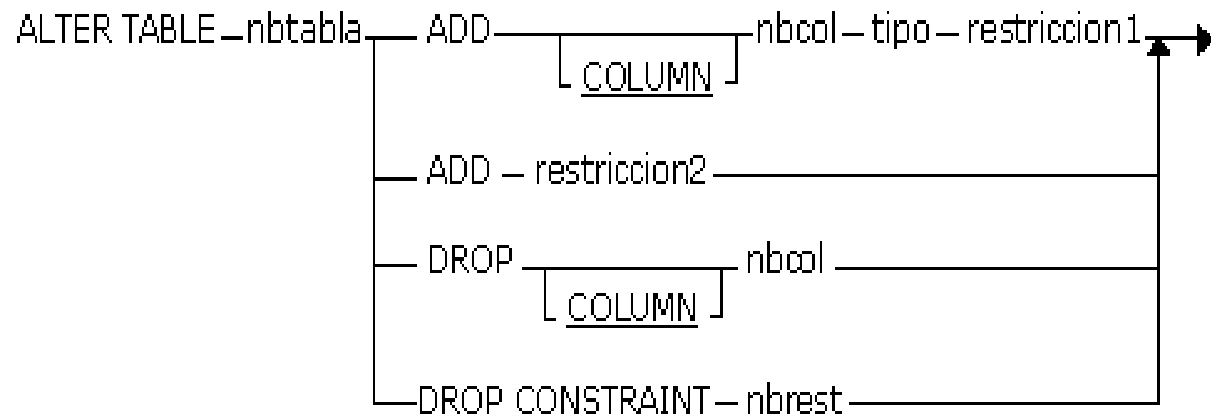 ALTER TABLE nbtabla ADD nbcol tipo restriccion1
COLUMN
ADD restriccion2
DROP nbcol
COLUMN
DROP CONSTRAINT nbrest